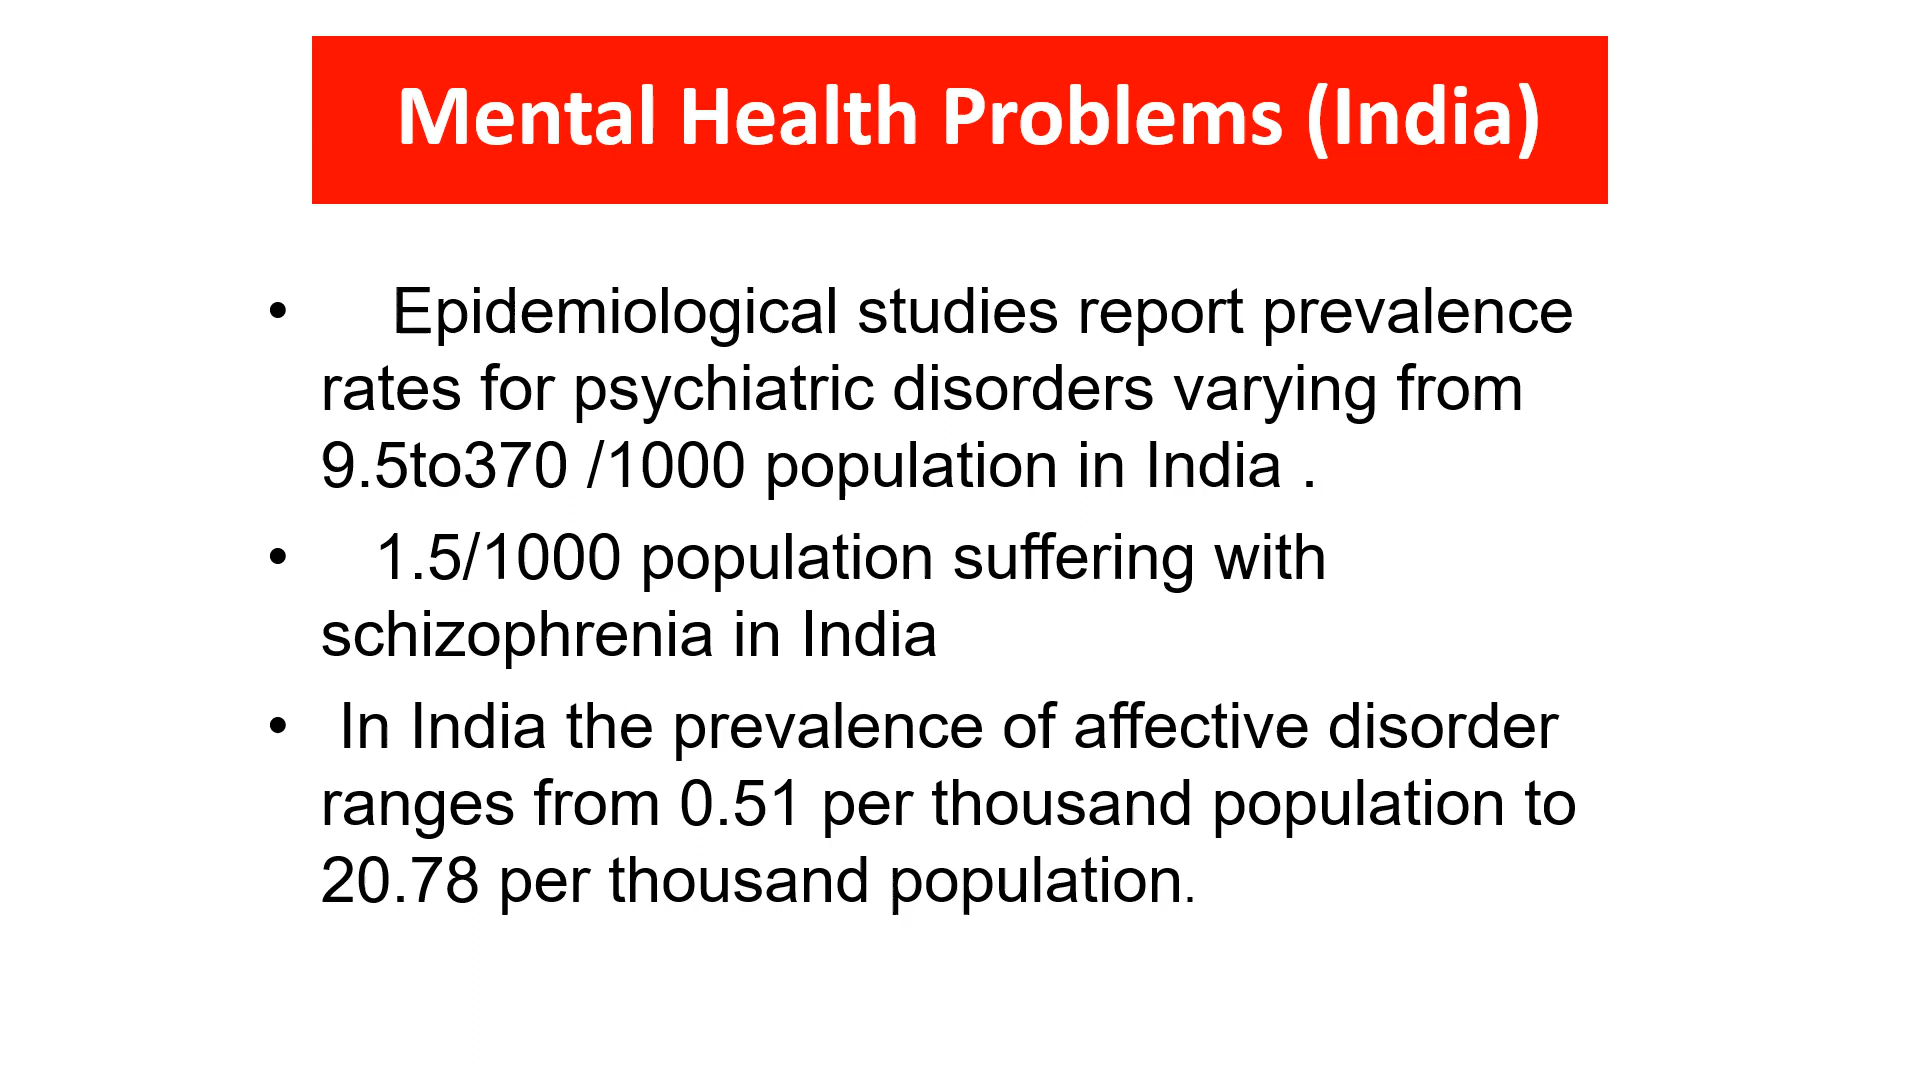 Mental Health Problems (India)
• Epidemiological studies report prevalence
rates for psychiatric disorders varying from
9.5to370 /1000 population in India .
• 1.5/1000 population suffering with
schizophrenia in India
• In India the prevalence of affective disorder
ranges from 0.51 per thousand population to
20.78 per thousand population.